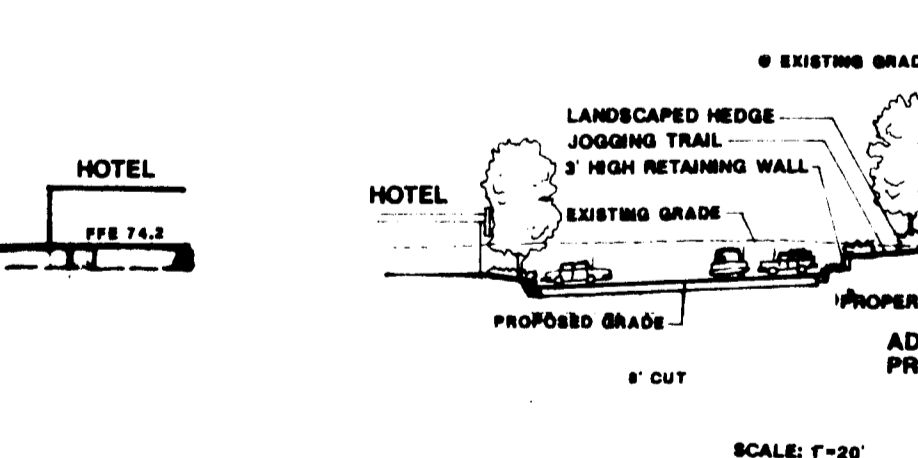 @ EXISTING GRAD
LANDSCAPED HEDGE
JOGGING TRAIL
3' HIGH RETAINING WALL
HOTEL
HOTEL
EXISTING GRADE
FFE 74.2
PROPER
PROPOSED GRADE
AD
PR
CUT
SCALE: 1"=20'